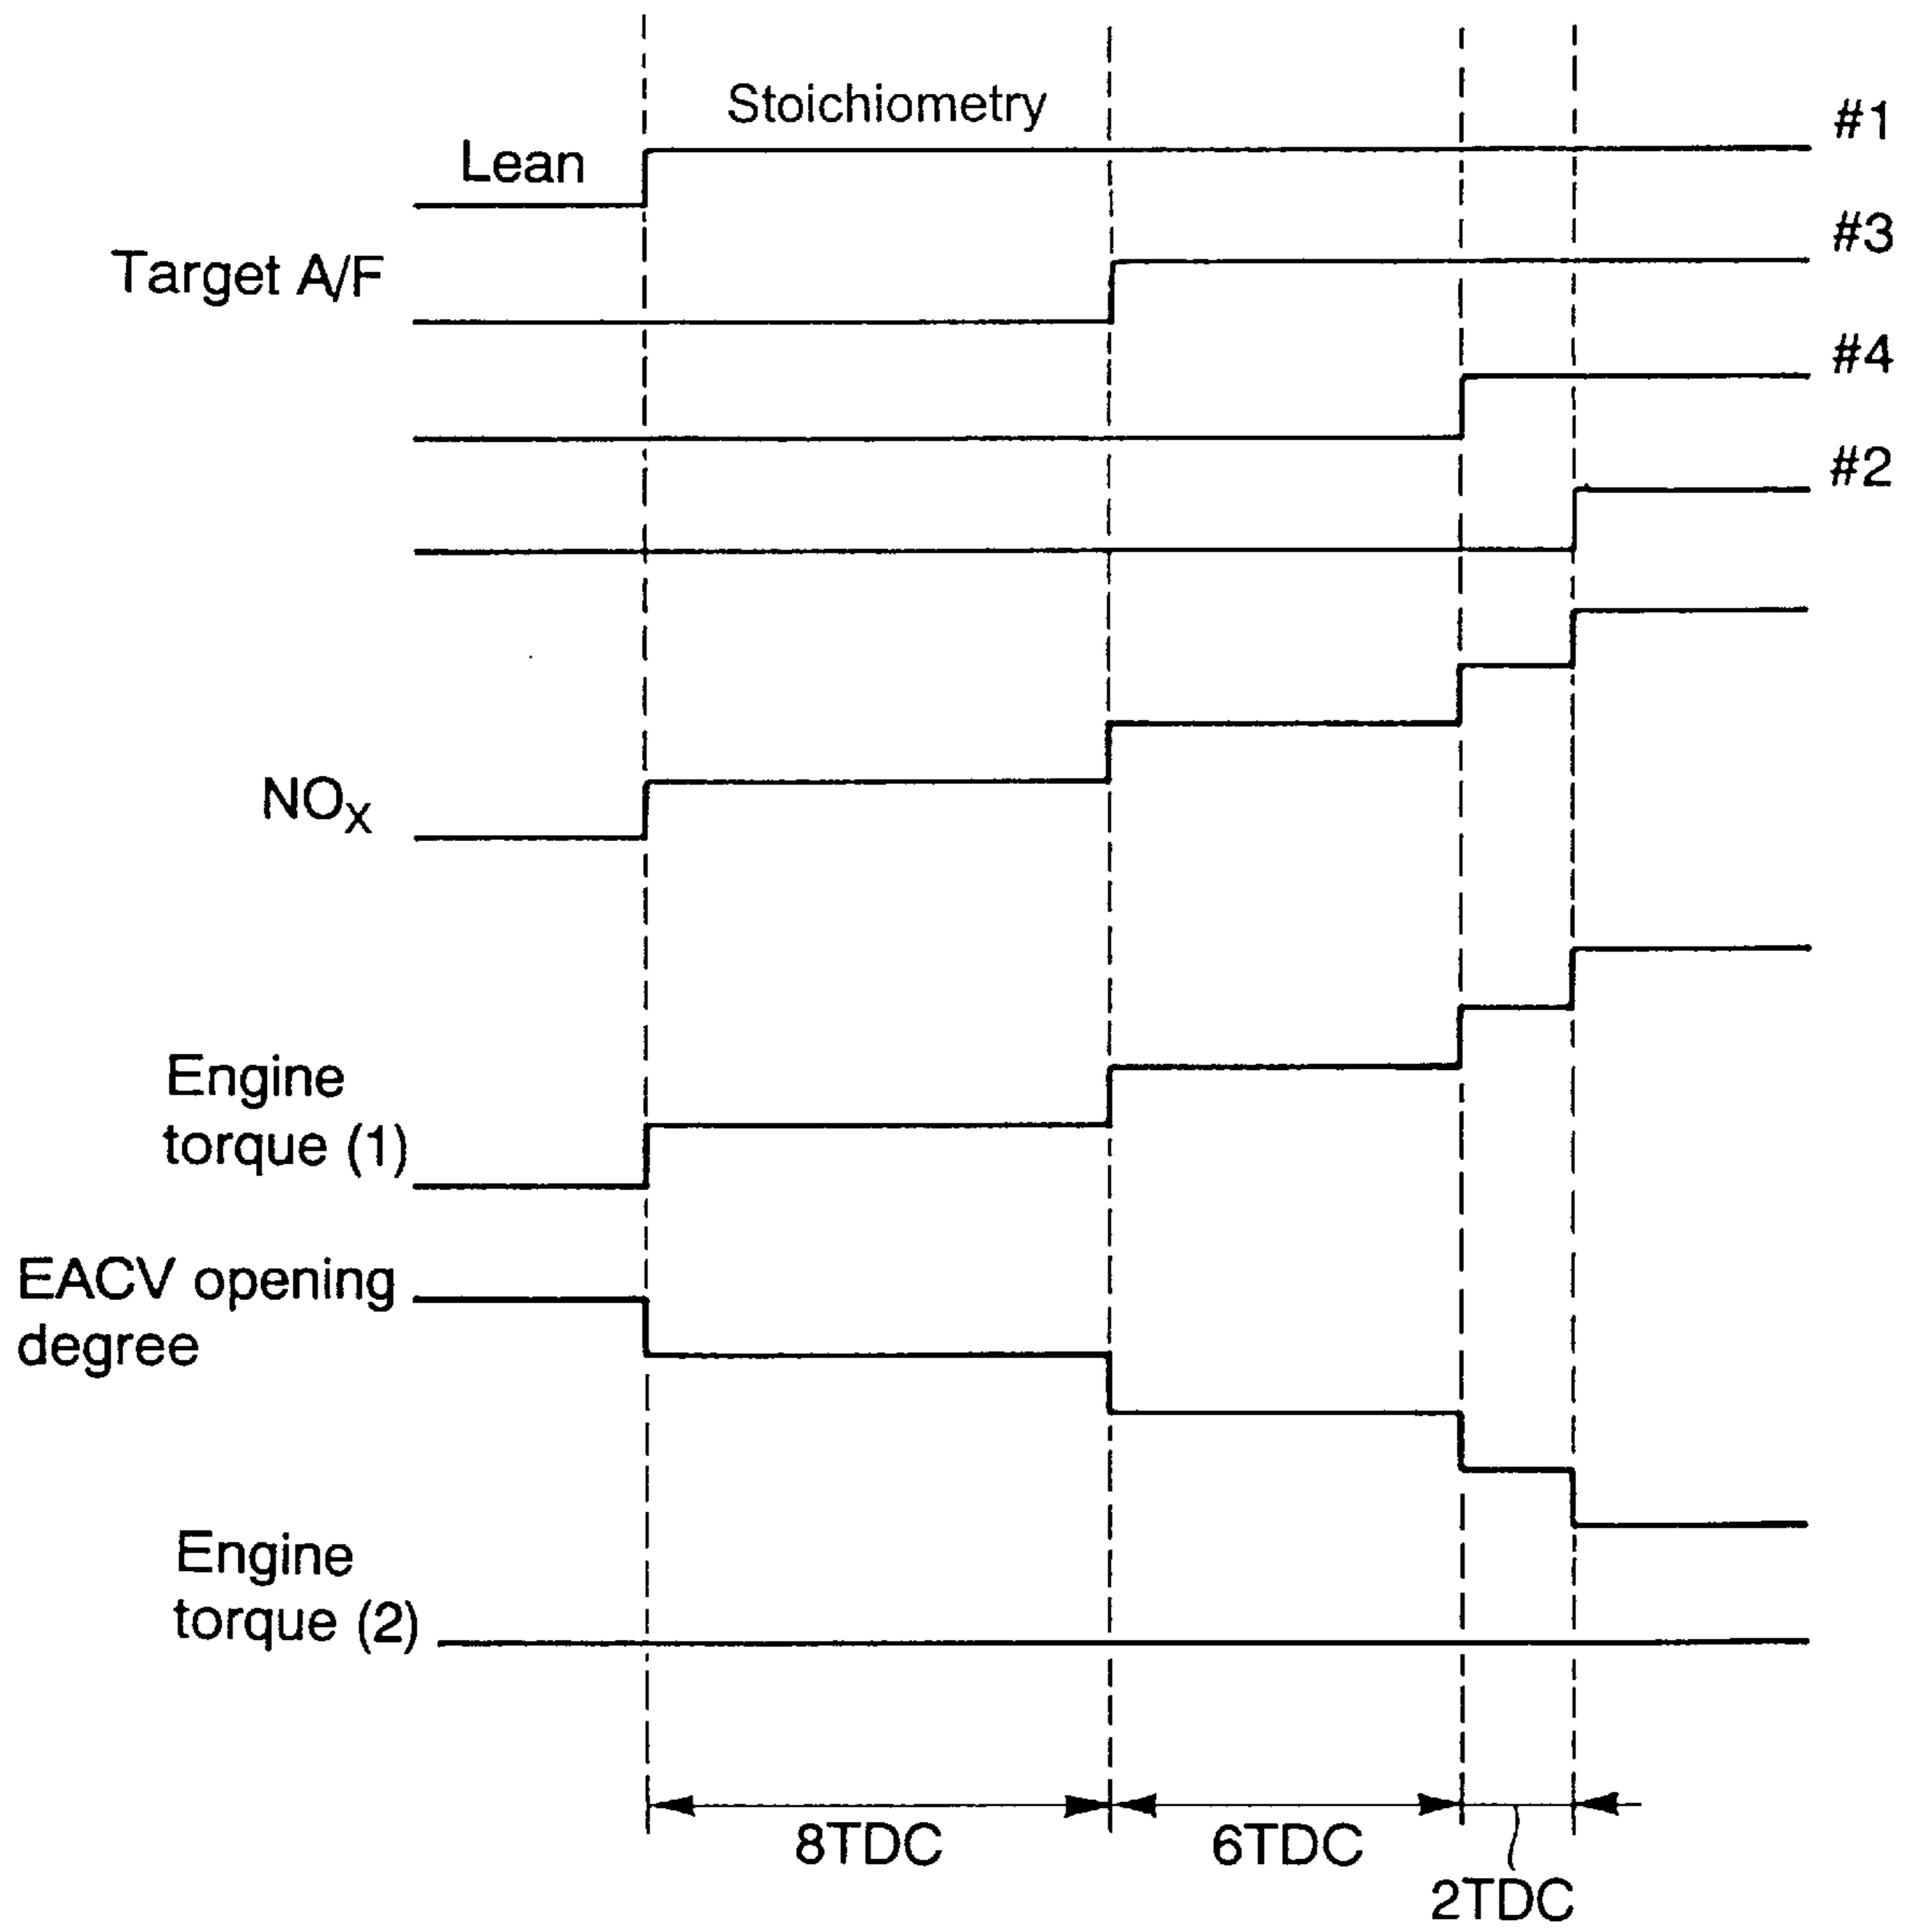 Stoichiometry
#1
Lean
#3
Target A/F
#4
#2
NOX
Engine
torque (1)
EACV opening
degree
Engine
torque (2)
8TDC
6TDC
2TDC